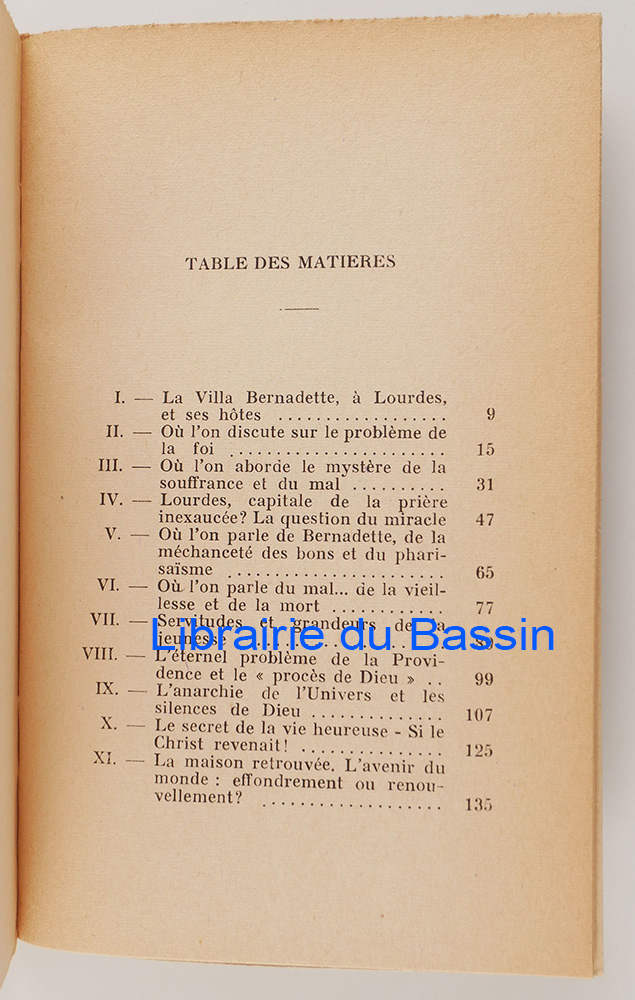 TABLE DES MATIERES
I. — La Villa Bernadette, à Lourdes,
et ses hôtes .................. 9
II. — Où l'on discute sur le problème de
la foi ....................... 15
III. — Où l'on aborde le mystère de la
souffrance et du mal .......... 31
IV. — Lourdes, capitale de la prière
inexaucée? La question du miracle 47
V. — Où l'on parle de Bernadette, de la
méchanceté des bons et du phari-
saïsme ....................... 65
VI. — Où l'on parle du mal... de la vieil-
lesse et de la mort ............ 77
VII. — Servitudes et grandeurs de la
jeunesse
Librairie du Bassin
VIII. — L'éternel problème de la Provi-
dence et le « procès de Dieu » .. 99
IX. — L'anarchie de l'Univers et les
silences de Dieu .............. 107
X. — Le secret de la vie heureuse - Si le
Christ revenait! ............... 125
XI. — La maison retrouvée. L'avenir du
monde : effondrement ou renou-
vellement? .................... 135